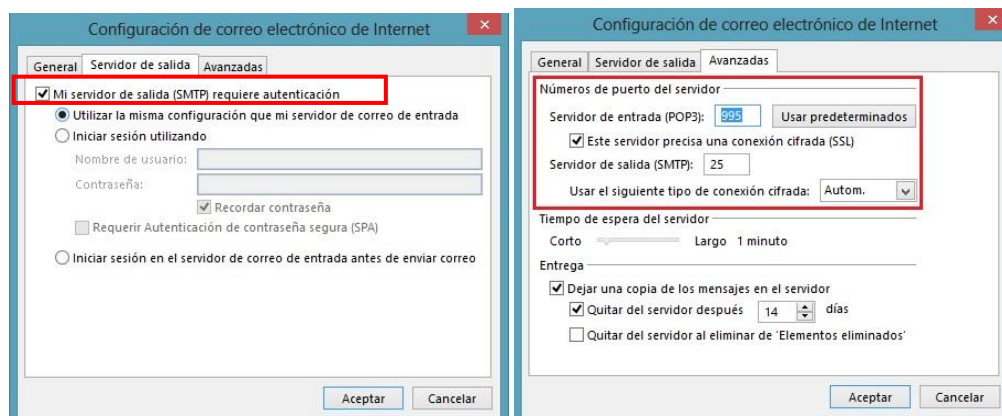 Configuración de correo electrónico de Internet
General Servidor de salida Avanzadas
Mi servidor de salida (SMTP) requiere autenticación
Utilizar la misma configuración que mi servidor de correo de entrada
Iniciar sesión utilizando
Nombre de usuario:
Contraseña:
Recordar contraseña
Requerir Autenticación de contraseña segura (SPA)
Iniciar sesión en el servidor de correo de entrada antes de enviar correo
Aceptar Cancelar
Configuración de correo electrónico de Internet
General Servidor de salida Avanzadas
Números de puerto del servidor
Servidor de entrada (POP3): 995 Usar predeterminados
Este servidor precisa una conexión cifrada (SSL)
Servidor de salida (SMTP): 25
Usar el siguiente tipo de conexión cifrada: Autom.
Tiempo de espera del servidor
Corto Largo 1 minuto
Entrega
Dejar una copia de los mensajes en el servidor
Quitar del servidor después 14 días
Quitar del servidor al eliminar de 'Elementos eliminados'
Aceptar Cancelar